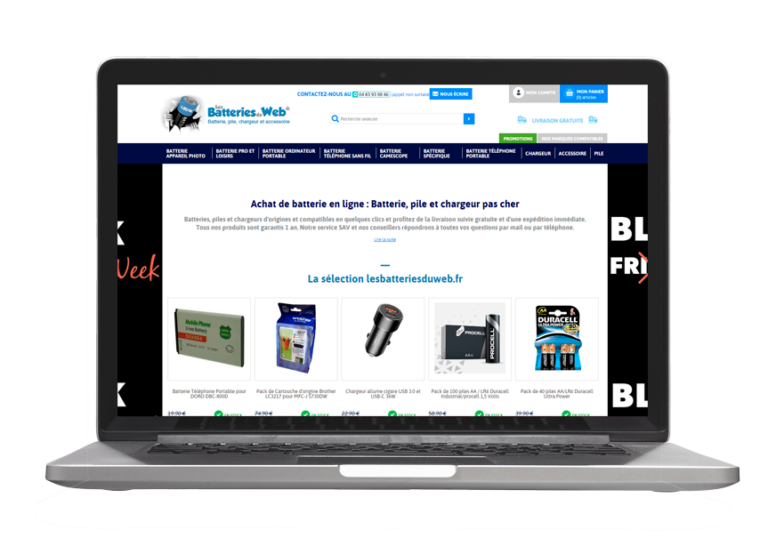 CONTACTEZ-NOUS AU 04 83 93 98 46 (appel non surtaxé)
NOUS ÉCRIRE
MON COMPTE
MON PANIER
(0) articles
Les
Batteries du Web
Batterie, pile, chargeur et accessoire
Recherche avancée
LIVRAISON GRATUITE
PROMOTIONS
NOS MARQUES COMPATIBLES
BATTERIE APPAREIL PHOTO
BATTERIE PRO ET LOISIRS
BATTERIE ORDINATEUR PORTABLE
BATTERIE TÉLÉPHONE SANS FIL
BATTERIE CAMESCOPE
BATTERIE SPÉCIFIQUE
BATTERIE TÉLÉPHONE PORTABLE
CHARGEUR
ACCESSOIRE
PILE
Achat de batterie en ligne : Batterie, pile et chargeur pas cher
Batteries, piles et chargeurs d'origines et compatibles en quelques clics et profitez de la livraison suivie gratuite et d'une expédition immédiate.
Tous nos produits sont garantis 1 an. Notre service SAV et nos conseillers répondrons à toutes vos questions par mail ou par téléphone.
Lire la suite
K
Week
BL
FRI
La sélection lesbatteriesduweb.fr
Mobile Phone
Li-ion Battery
PROCELL
PROCELL
AA
AA
DURACELL
ULTRA POWER
Batterie Téléphone Portable pour
DORO DBC-800D
Pack de Cartouche d'origine Brother
LC3217 pour MFC-J 5730DW
Chargeur allume cigare USB 3.0 et
USB-C 36W
Pack de 100 piles AA / LR6 Duracell
Industrial/procell 1,5 Volts
Pack de 40 piles AA/LR6 Duracell
Ultra Power
K
BL
19.90 €
EN STOCK
74.90 €
EN STOCK
22.90 €
EN STOCK
58.90 €
EN STOCK
39.90 €
EN STOCK